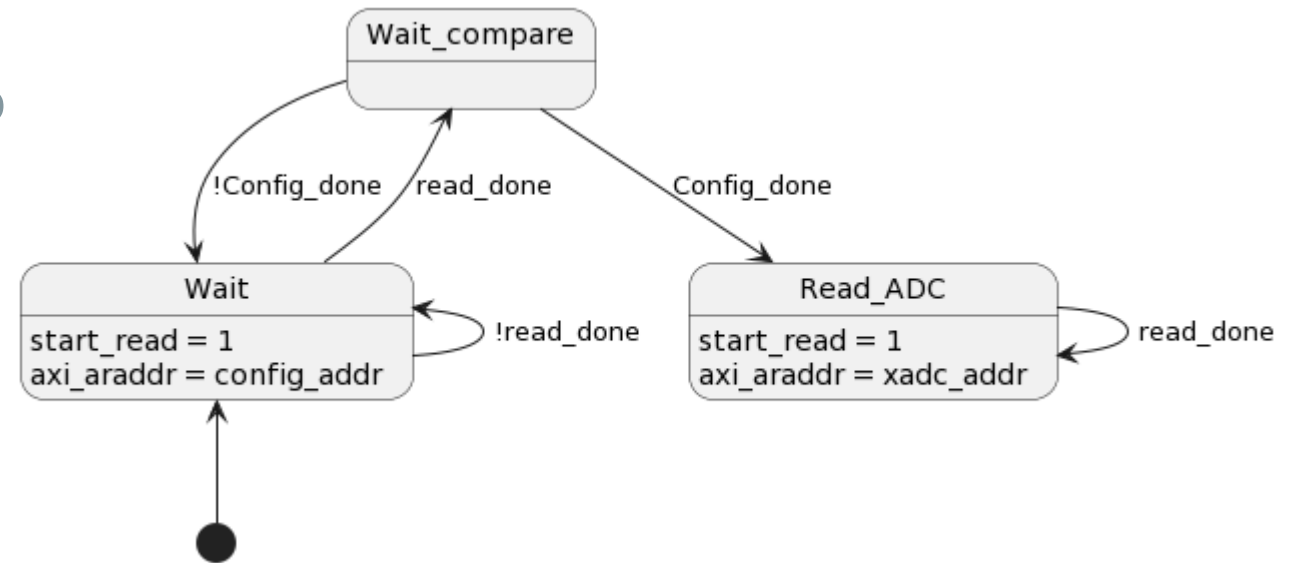 Wait_compare
!Config_done
read_done
Config_done
Wait
start_read = 1
axi_araddr = config_addr
!read_done
Read_ADC
start_read = 1
axi_araddr = xadc_addr
read_done